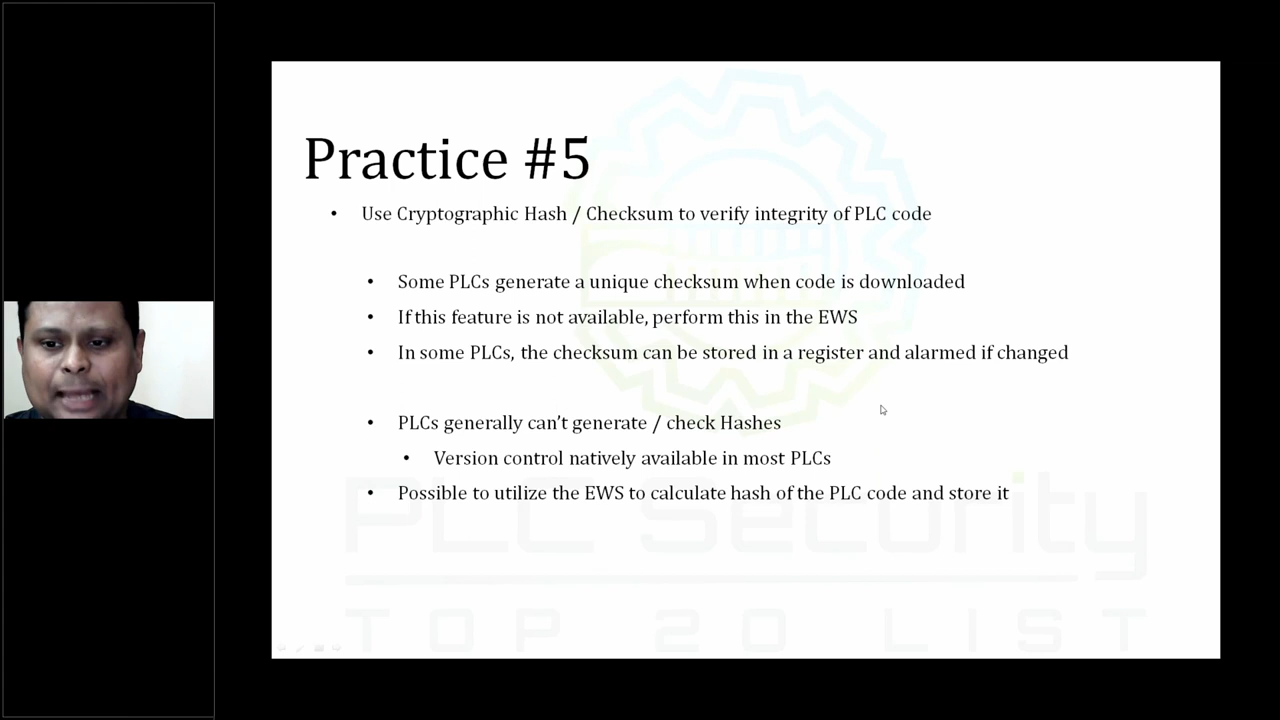 Practice #5
• Use Cryptographic Hash / Checksum to verify integrity of PLC code
• Some PLCs generate a unique checksum when code is downloaded
• If this feature is not available, perform this in the EWS
• In some PLCs, the checksum can be stored in a register and alarmed if changed
• PLCs generally can’t generate / check Hashes
• Version control natively available in most PLCs
• Possible to utilize the EWS to calculate hash of the PLC code and store it
PLC Security
TOP 20 LIST